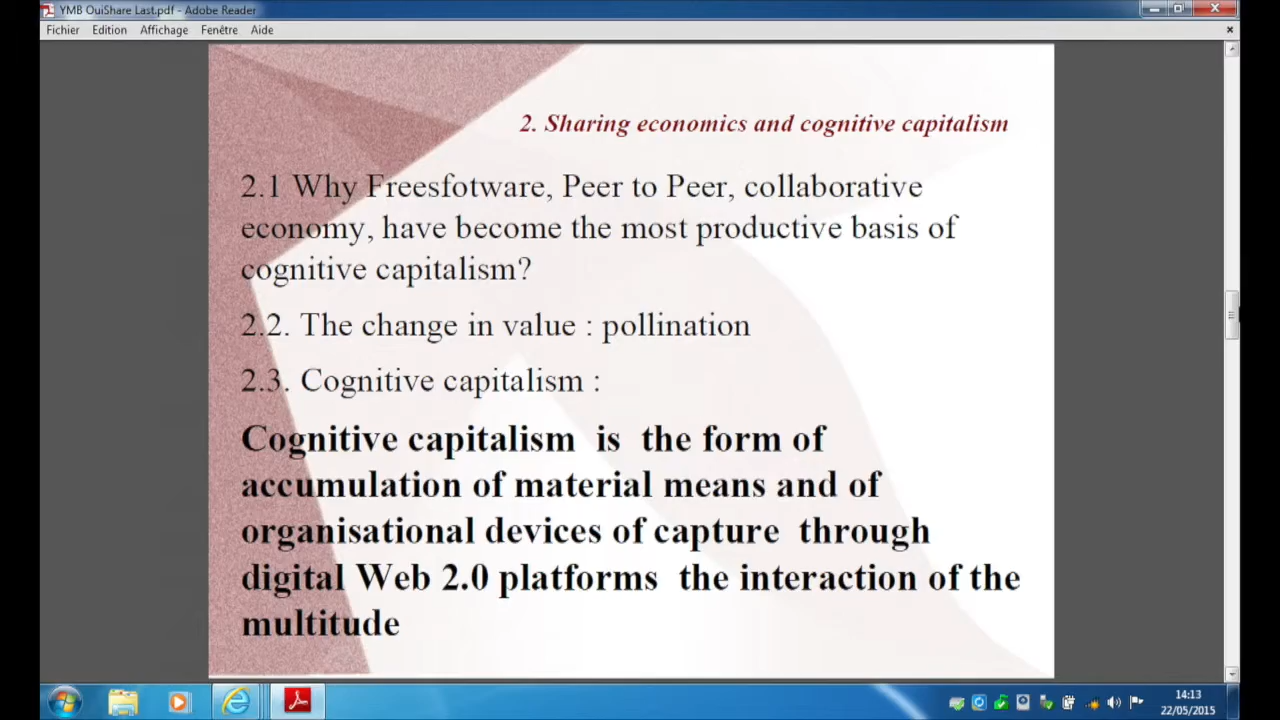 YMB OuiShare Last.pdf - Adobe Reader
Fichier Edition Affichage Fenêtre Aide
2. Sharing economics and cognitive capitalism
2.1 Why Freesfotware, Peer to Peer, collaborative
economy, have become the most productive basis of
cognitive capitalism?
2.2. The change in value : pollination
2.3. Cognitive capitalism :
Cognitive capitalism is the form of
accumulation of material means and of
organisational devices of capture through
digital Web 2.0 platforms the interaction of the
multitude
14:13
22/05/2015